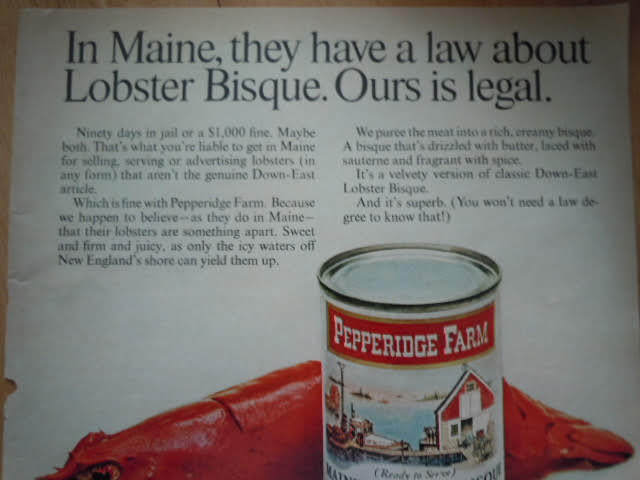 In Maine, they have a law about
Lobster Bisque. Ours is legal.
Ninety days in jail or a $1,000 fine. Maybe
both. That's what you're liable to get in Maine
for selling, serving or advertising lobsters (in
any form) that aren't the genuine Down-East
article.
Which is fine with Pepperidge Farm. Because
we happen to believe—as they do in Maine—
that their lobsters are something apart. Sweet
and firm and juicy, as only the icy waters off
New England's shore can yield them up.
We puree the meat into a rich, creamy bisque.
A bisque that's drizzled with butter, laced with
sauterne and fragrant with spice.
It's a velvety version of classic Down-East
Lobster Bisque.
And it's superb. (You won't need a law de-
gree to know that!)
PEPPERIDGE FARM
(Ready to Serve)